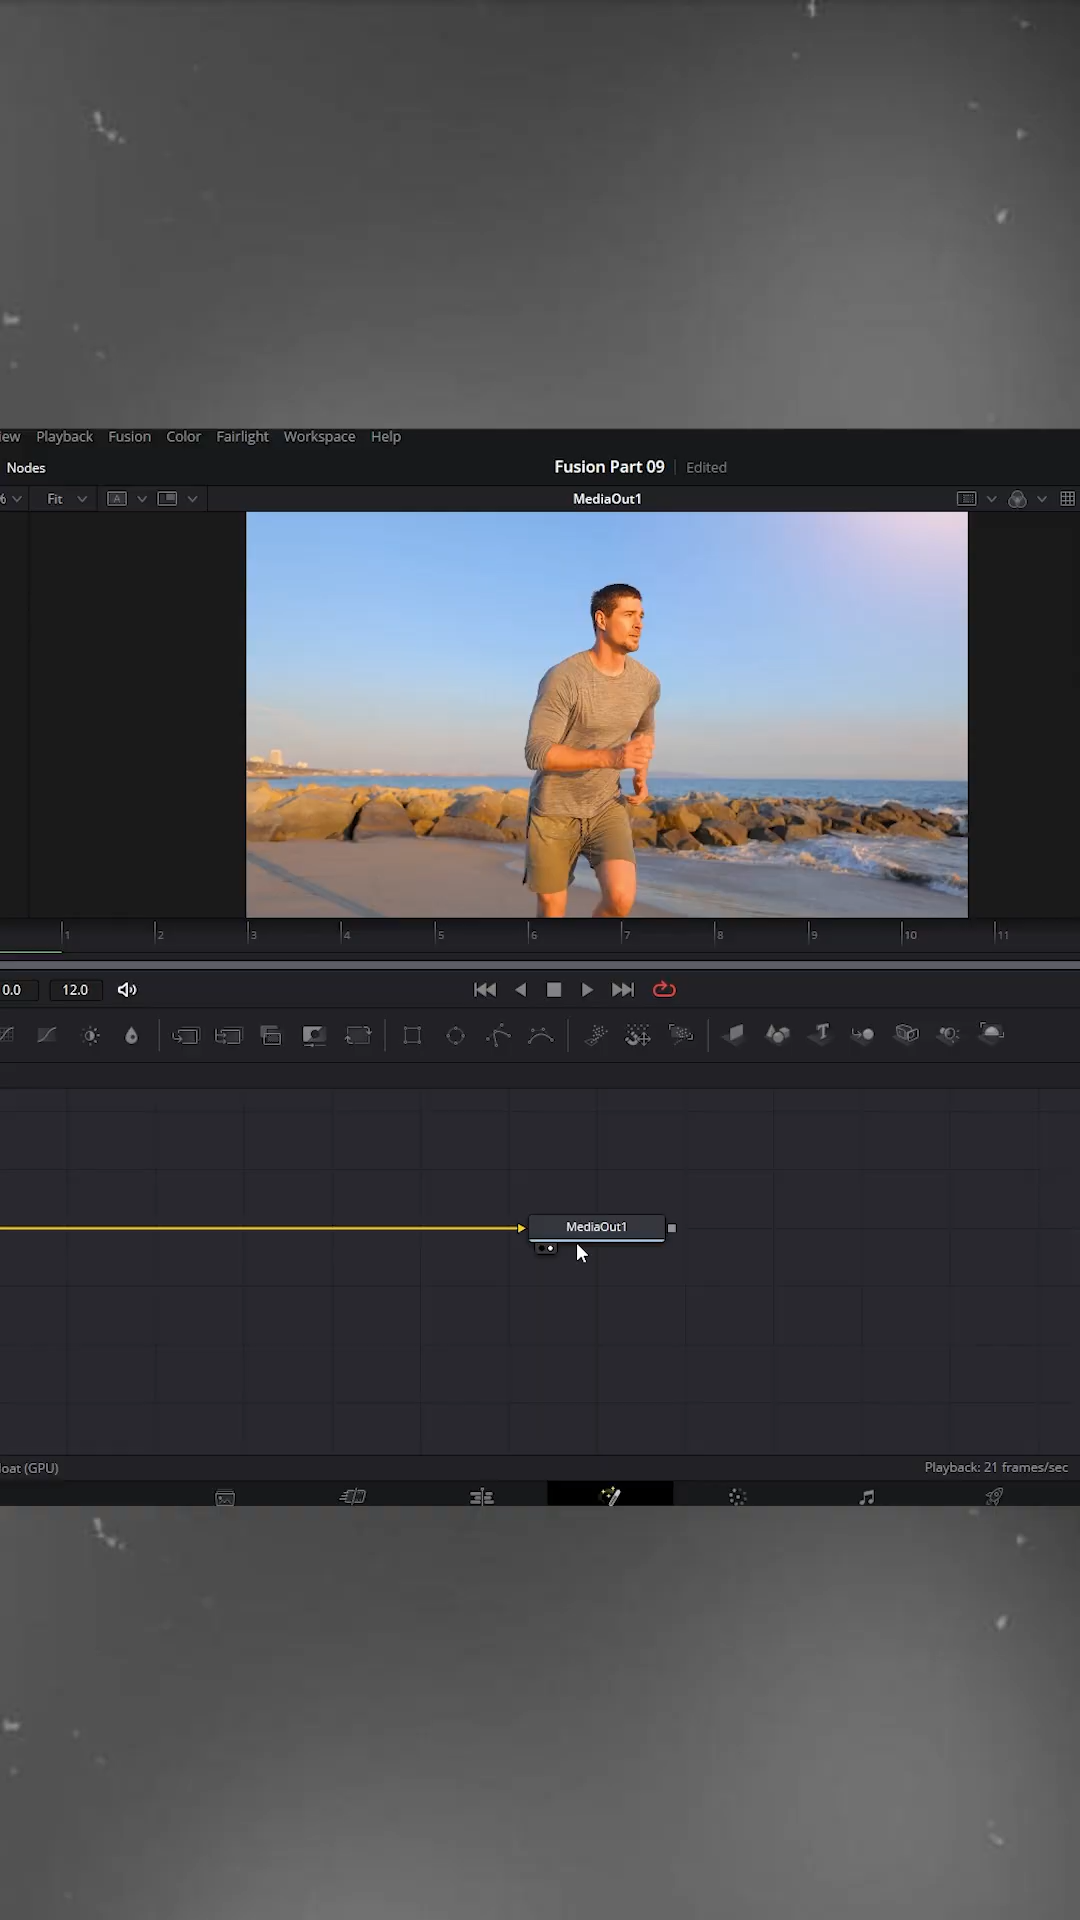 iew Playback Fusion Color Fairlight Workspace Help
Nodes Fusion Part 09 Edited
% Fit A MediaOut1
1 2 3 4 5 6 7 8 9 10 11
0.0 12.0
T
MediaOut1
loat (GPU) Playback: 21 frames/sec